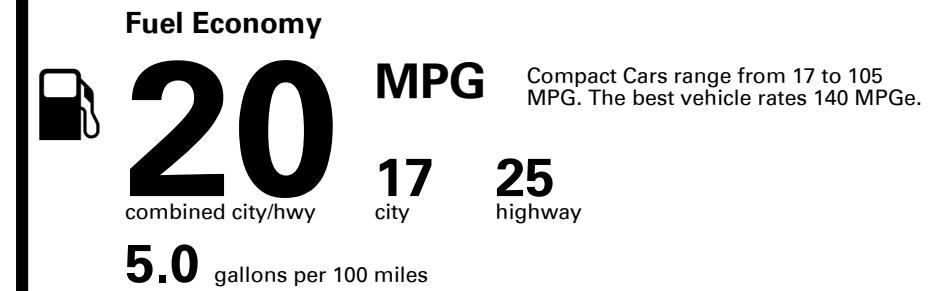 Fuel Economy
20 MPG
Compact Cars range from 17 to 105
MPG. The best vehicle rates 140 MPGe.
17 25
combined city/hwy city highway
5.0 gallons per 100 miles